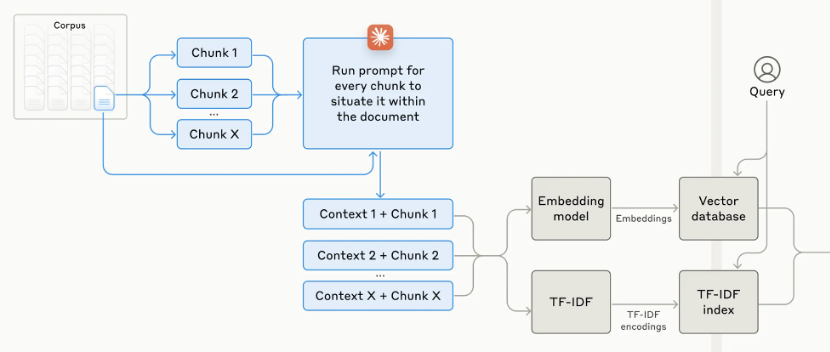 Corpus
Chunk 1
Chunk 2
...
Chunk X
Run prompt for
every chunk to
situate it within
the document
Context 1 + Chunk 1
Context 2 + Chunk 2
...
Context X + Chunk X
Embedding
model
Embeddings
Vector
database
TF-IDF
TF-IDF
encodings
TF-IDF
index
Query